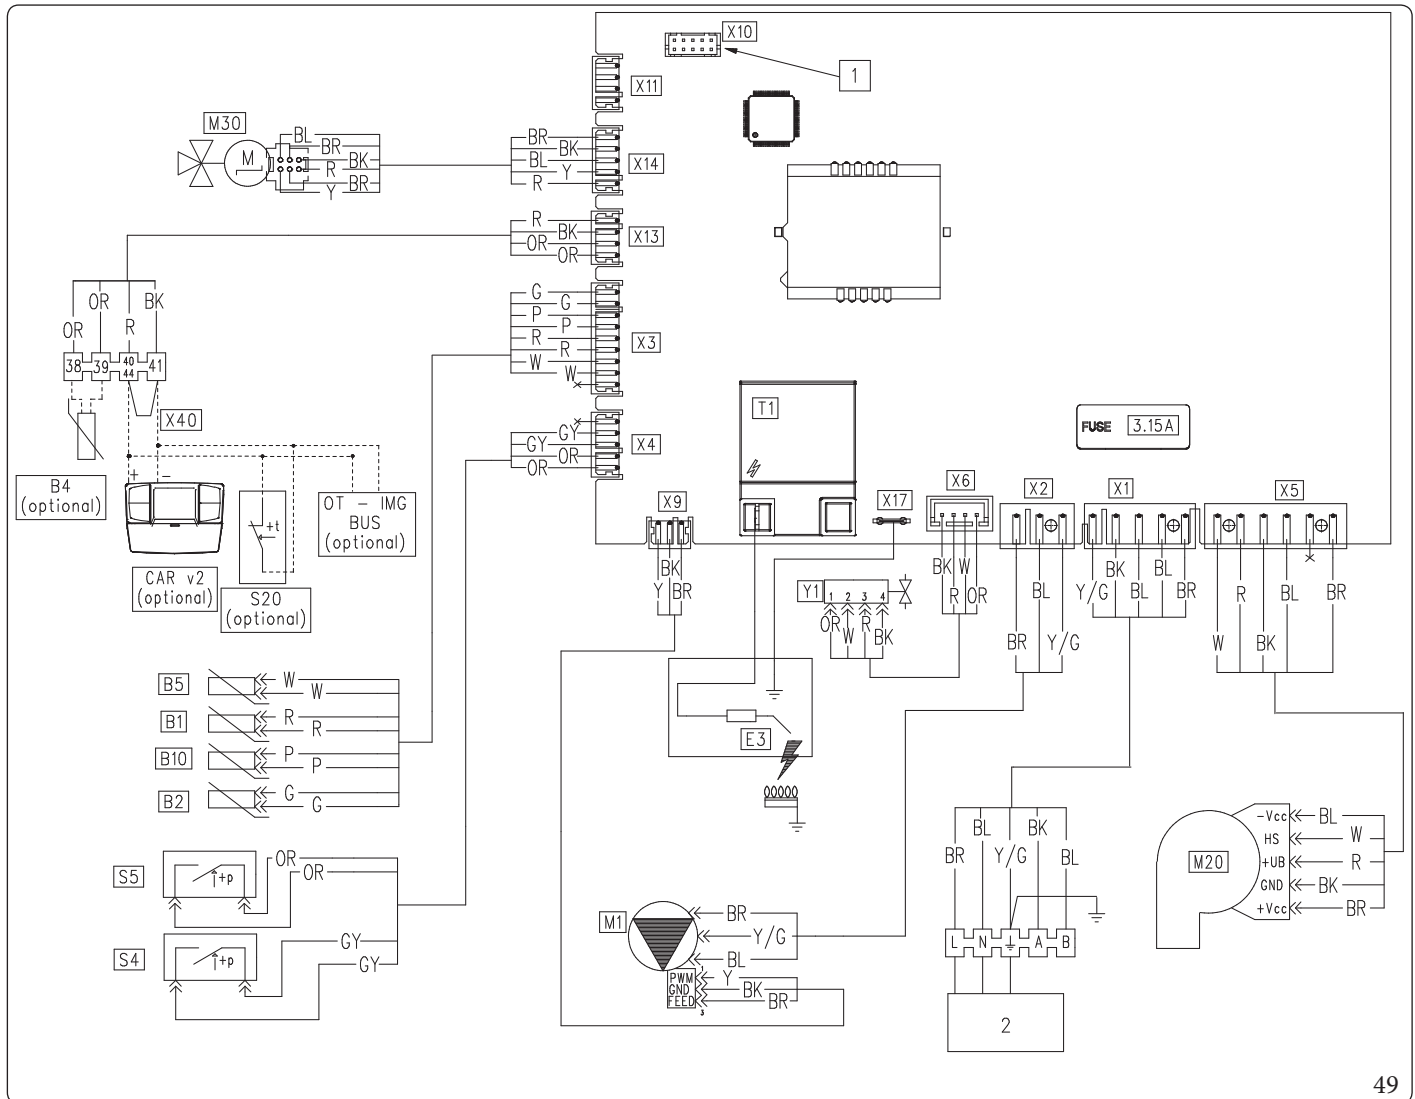 X10
1
X11
M30
BL
BR
BK
R
BR
Y
M
BR
BK
BL
Y
R
X14
R
BK
OR
OR
X13
OR
OR
R
BK
38
39
40
44
41
X40
G
G
P
P
R
R
W
W
X3
GY
GY
OR
OR
X4
B4
(optional)
+
-
CAR v2
(optional)
+t
S20
(optional)
OT - IMG
BUS
(optional)
T1
FUSE 3.15A
X9
X17
X6
X2
X1
X5
Y
BK
BR
Y1
1 2 3 4
OR
W
R
BK
BK
R
W
OR
BR
BL
Y/G
Y/G
BK
BL
BL
BR
W
R
BK
BL
BR
B5
W
W
B1
R
R
B10
P
P
B2
G
G
E3
S5
+p
OR
OR
S4
+p
GY
GY
M1
BR
Y/G
BL
PWM
GND
FEED
1
3
Y
BK
BR
BR
BL
Y/G
BK
BL
L
N
A
B
2
M20
-Vcc
HS
+UB
GND
+Vcc
BL
W
R
BK
BR
49